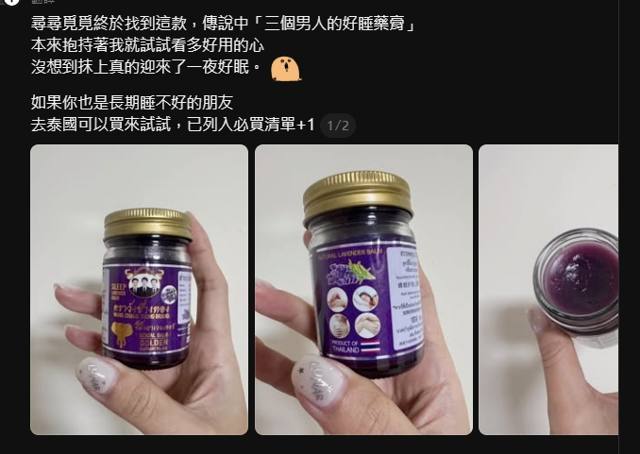 尋尋覓覓終於找到這款，傳說中「三個男人的好睡藥膏」
本來抱持著我就試試看多好用的心
沒想到抹上真的迎來了一夜好眠。
如果你也是長期睡不好的朋友
去泰國可以買來試試，已列入必買清單+1 1/2
SLEEP
GOLDEN
NATURAL LAVENDER BALM
PRODUCT OF
THAILAND